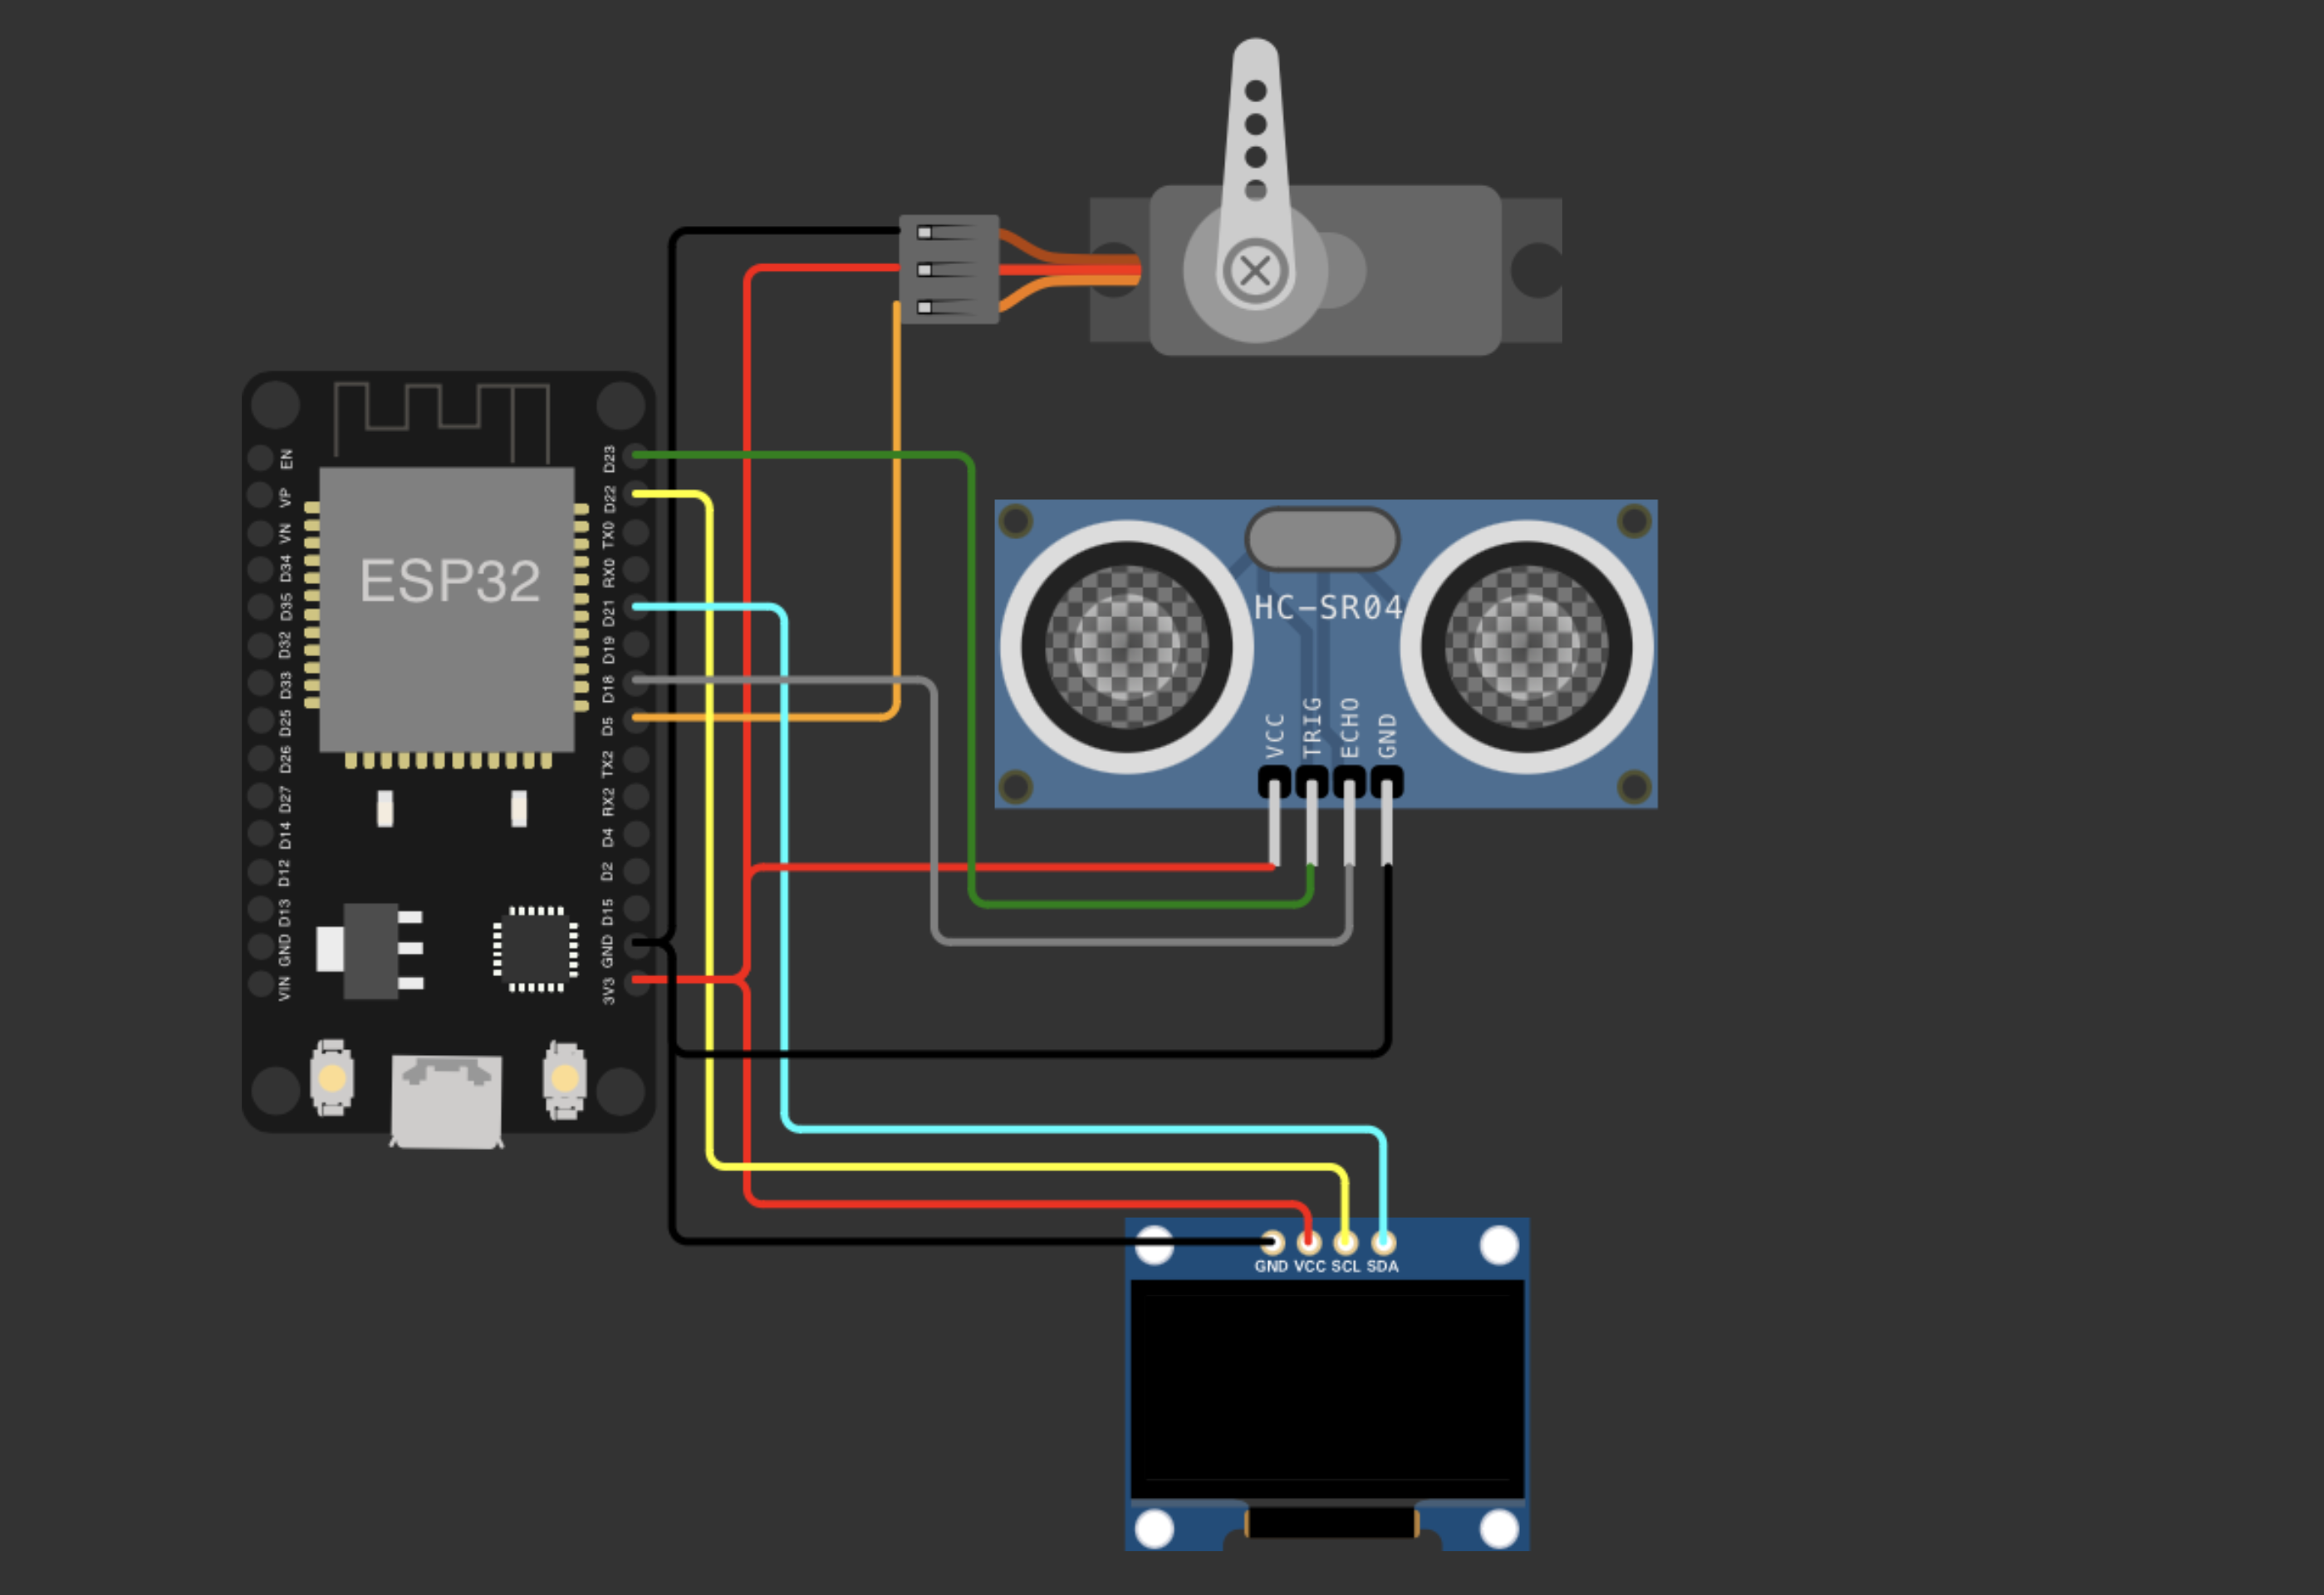 EN
VP
VN
D34
D35
D32
D33
D25
D26
D27
D14
D12
D13
GND
VIN
ESP32
D23
D22
TX0
RX0
D21
D19
D18
D5
TX2
RX2
D4
D2
D15
GND
3V3
HC-SR04
VCC
TRIG
ECHO
GND
GND VCC SCL SDA